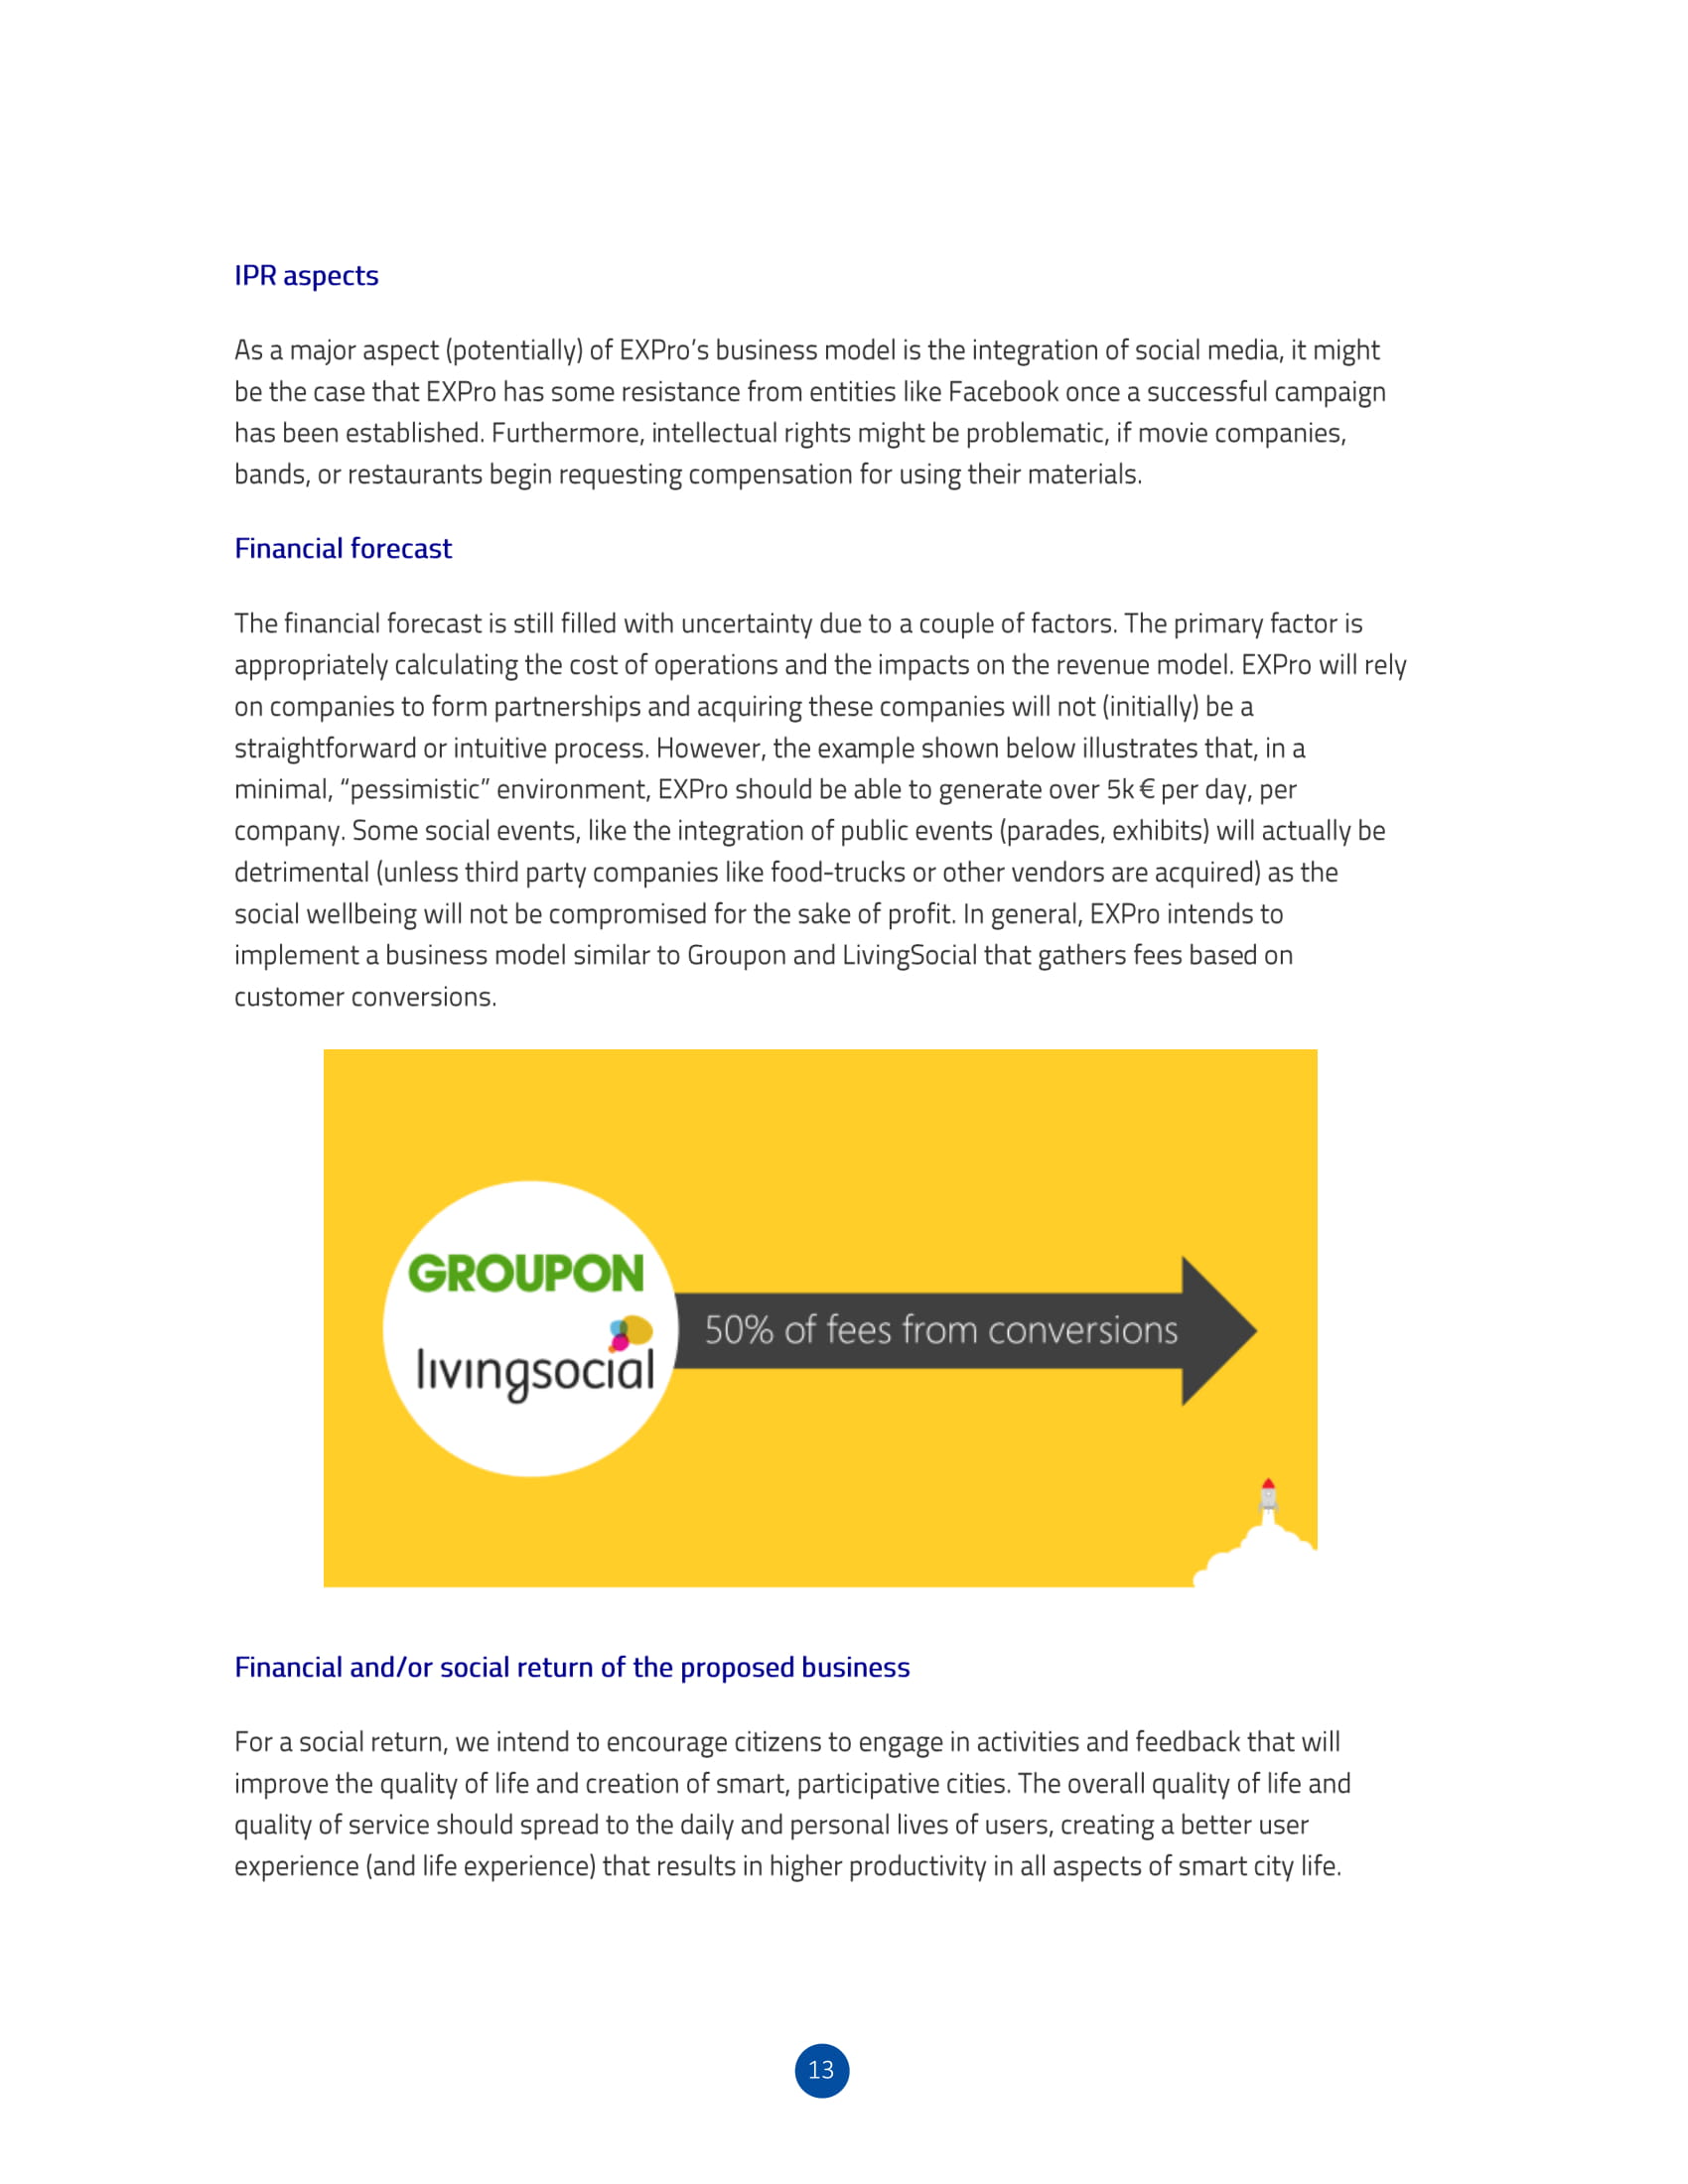 IPR aspects
As a major aspect (potentially) of EXPro’s business model is the integration of social media, it might
be the case that EXPro has some resistance from entities like Facebook once a successful campaign
has been established. Furthermore, intellectual rights might be problematic, if movie companies,
bands, or restaurants begin requesting compensation for using their materials.
Financial forecast
The financial forecast is still filled with uncertainty due to a couple of factors. The primary factor is
appropriately calculating the cost of operations and the impacts on the revenue model. EXPro will rely
on companies to form partnerships and acquiring these companies will not (initially) be a
straightforward or intuitive process. However, the example shown below illustrates that, in a
minimal, “pessimistic” environment, EXPro should be able to generate over 5k € per day, per
company. Some social events, like the integration of public events (parades, exhibits) will actually be
detrimental (unless third party companies like food-trucks or other vendors are acquired) as the
social wellbeing will not be compromised for the sake of profit. In general, EXPro intends to
implement a business model similar to Groupon and LivingSocial that gathers fees based on
customer conversions.
GROUPON
livingsocial
50% of fees from conversions
Financial and/or social return of the proposed business
For a social return, we intend to encourage citizens to engage in activities and feedback that will
improve the quality of life and creation of smart, participative cities. The overall quality of life and
quality of service should spread to the daily and personal lives of users, creating a better user
experience (and life experience) that results in higher productivity in all aspects of smart city life.
13